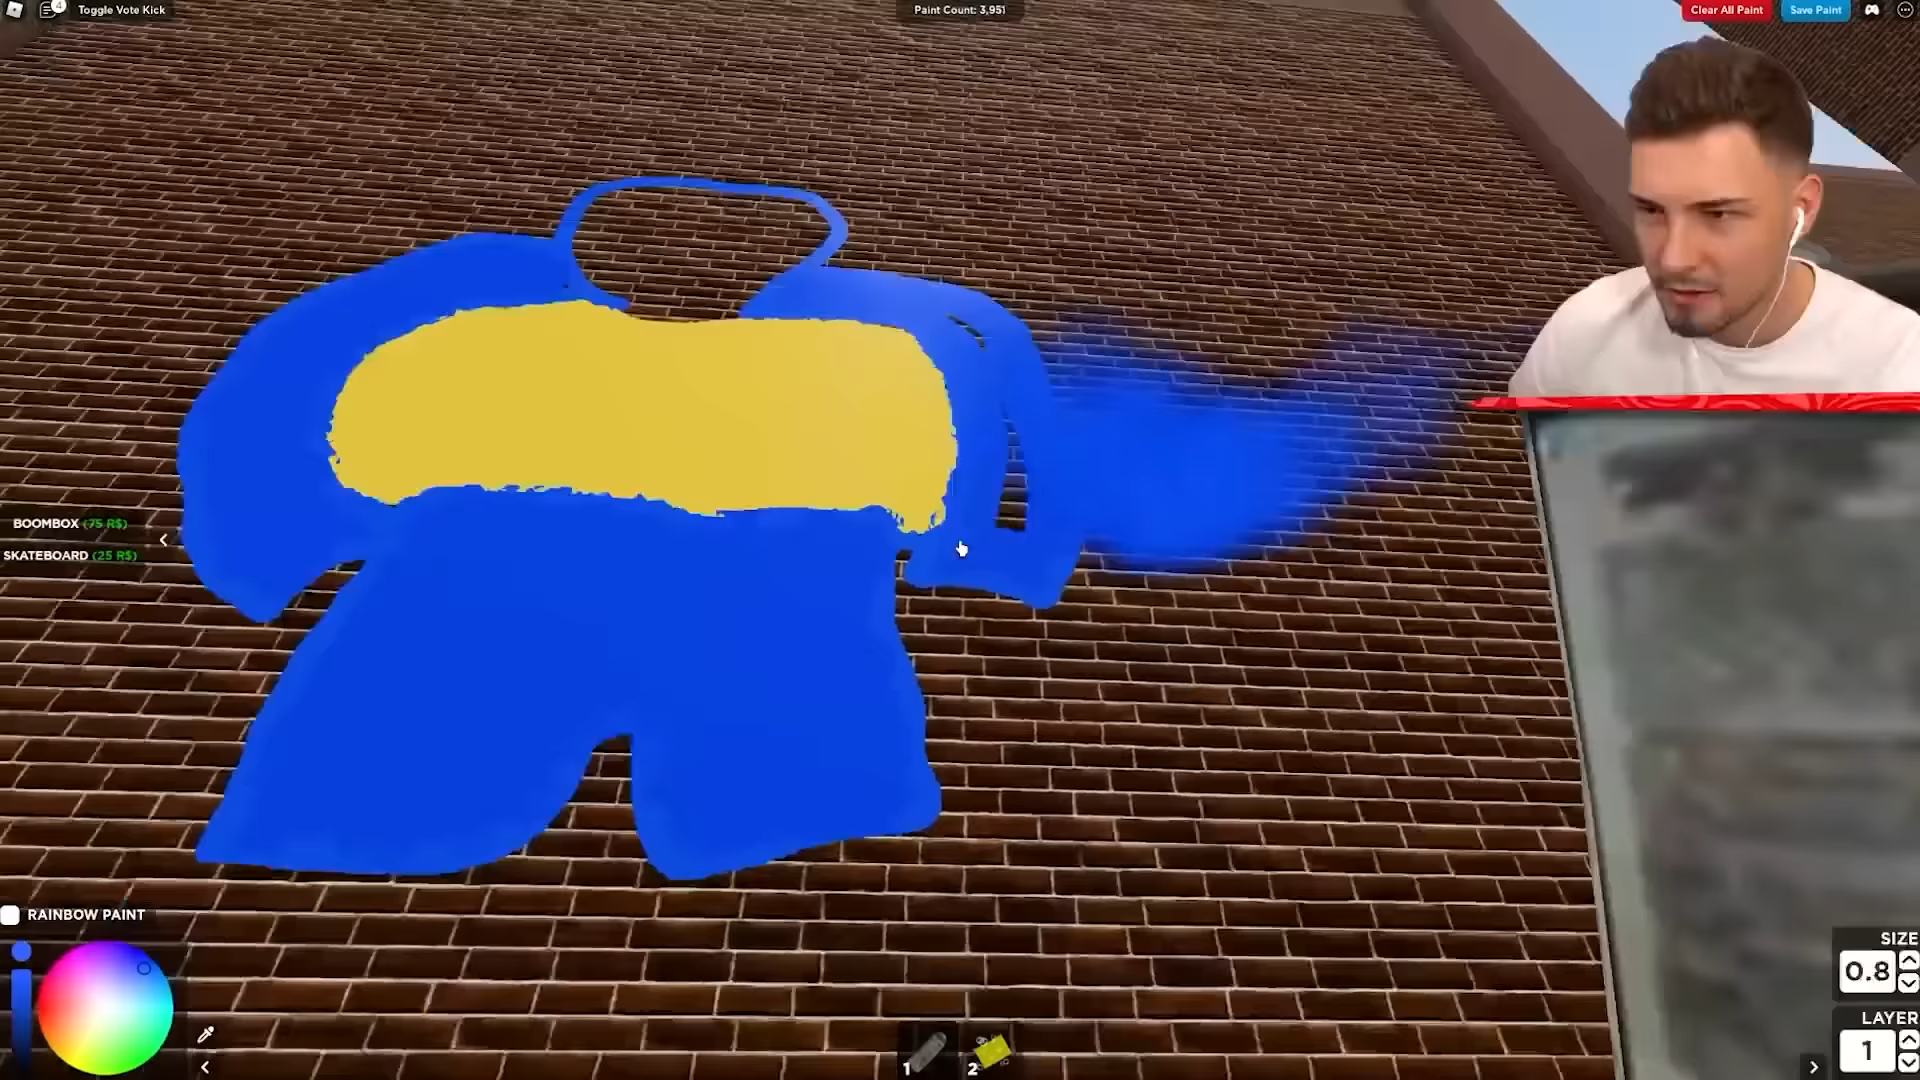 4
Toggle Vote Kick
Paint Count: 3,951
Clear All Paint
Save Paint
BOOMBOX (75 R$)
SKATEBOARD (25 R$)
RAINBOW PAINT
SIZE
0.8
LAYER
1
1
2